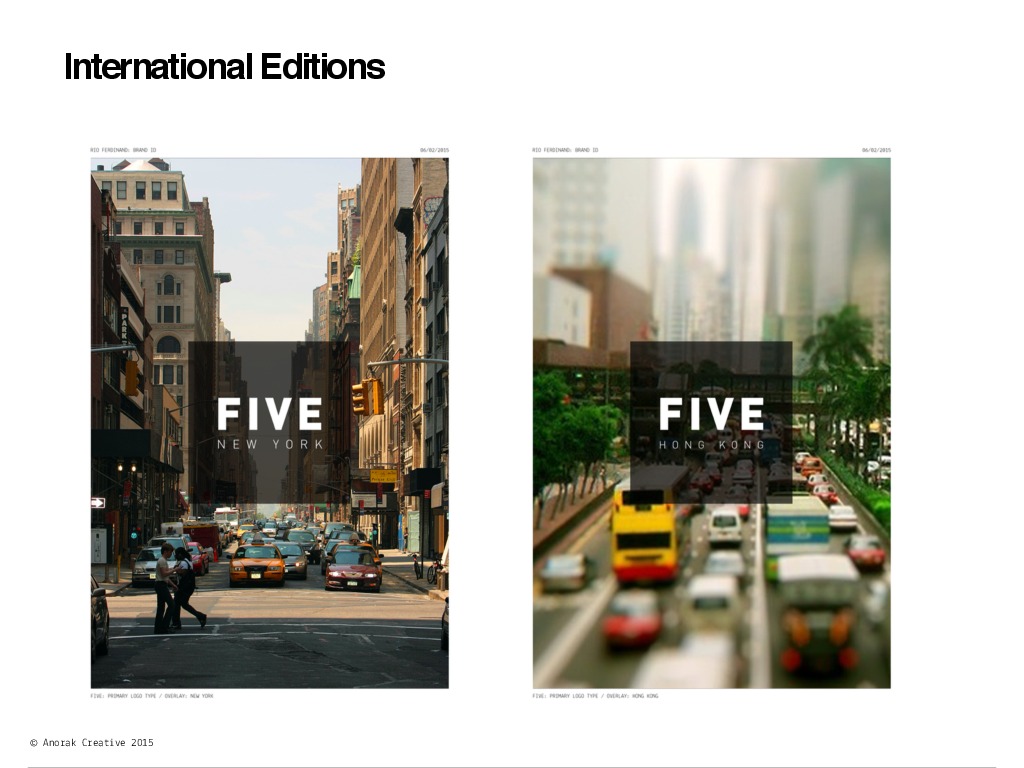 International Editions
RIO FERDINAND: BRAND ID
06/02/2015
RIO FERDINAND: BRAND ID
06/02/2015
PARK
FIVE
NEW YORK
FIVE
HONG KONG
FIVE: PRIMARY LOGO TYPE / OVERLAY: NEW YORK
FIVE: PRIMARY LOGO TYPE / OVERLAY: HONG KONG
© Anorak Creative 2015